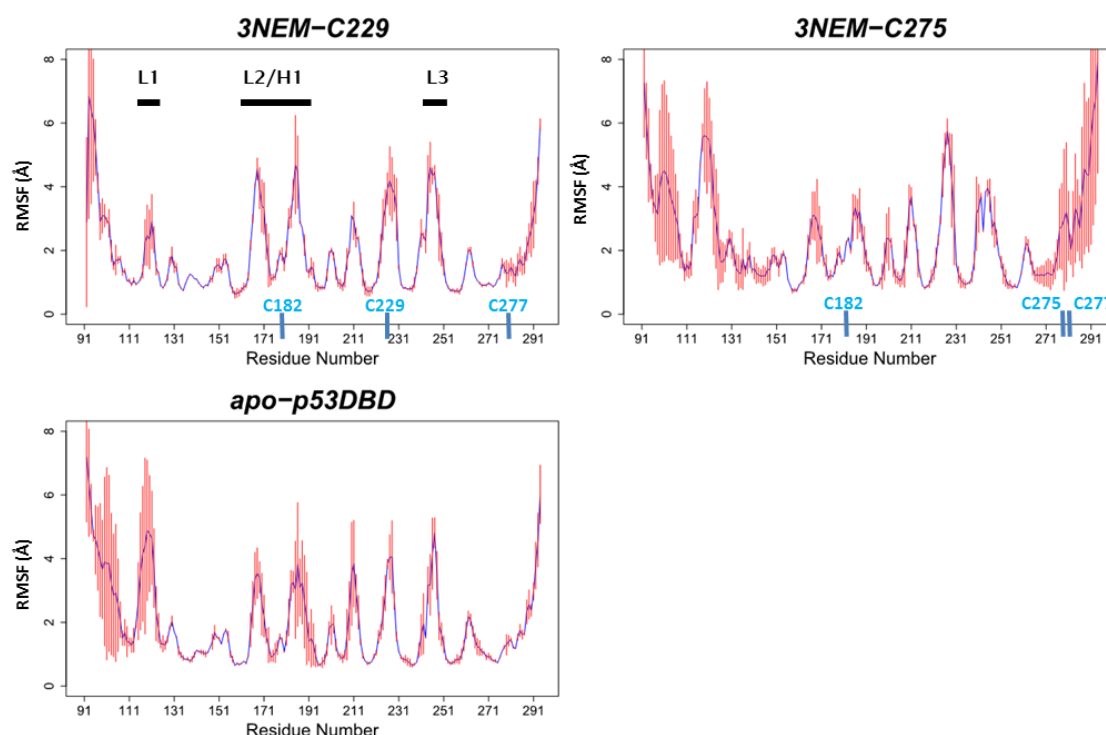 3NEM−C229
3NEM−C275
L1
L2/H1
L3
RMSF (Å)
8
6
4
2
0
C182
C229
C277
91 111 131 151 171 191 211 231 251 271 291
Residue Number
RMSF (Å)
8
6
4
2
0
C182
C275
C277
91 111 131 151 171 191 211 231 251 271 291
Residue Number
apo−p53DBD
RMSF (Å)
8
6
4
2
0
91 111 131 151 171 191 211 231 251 271 291
Residue Number